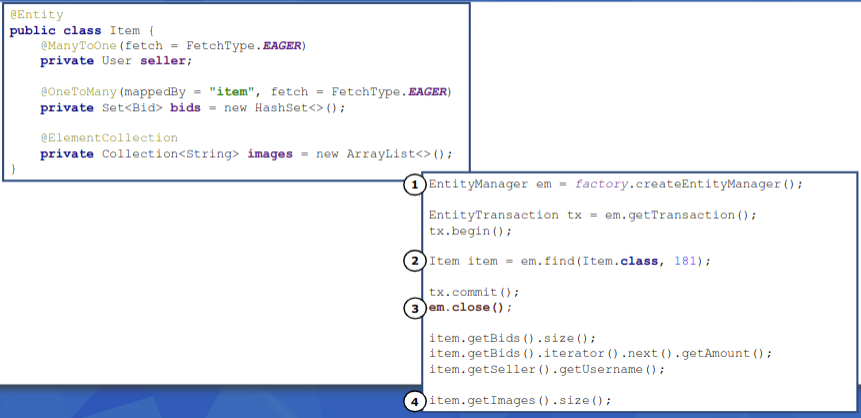 @Entity
public class Item {
@ManyToOne(fetch = FetchType.EAGER)
private User seller;
@OneToMany(mappedBy = "item", fetch = FetchType.EAGER)
private Set<Bid> bids = new HashSet<>();
@ElementCollection
private Collection<String> images = new ArrayList<>();
}
1 EntityManager em = factory.createEntityManager();
EntityTransaction tx = em.getTransaction();
tx.begin();
2 Item item = em.find(Item.class, 181);
tx.commit();
3 em.close();
item.getBids().size();
item.getBids().iterator().next().getAmount();
item.getSeller().getUsername();
4 item.getImages().size();